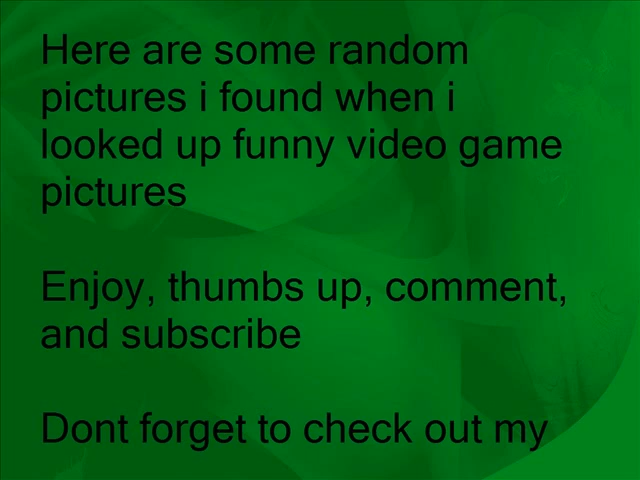 Here are some random
pictures i found when i
looked up funny video game
pictures
Enjoy, thumbs up, comment,
and subscribe
Dont forget to check out my